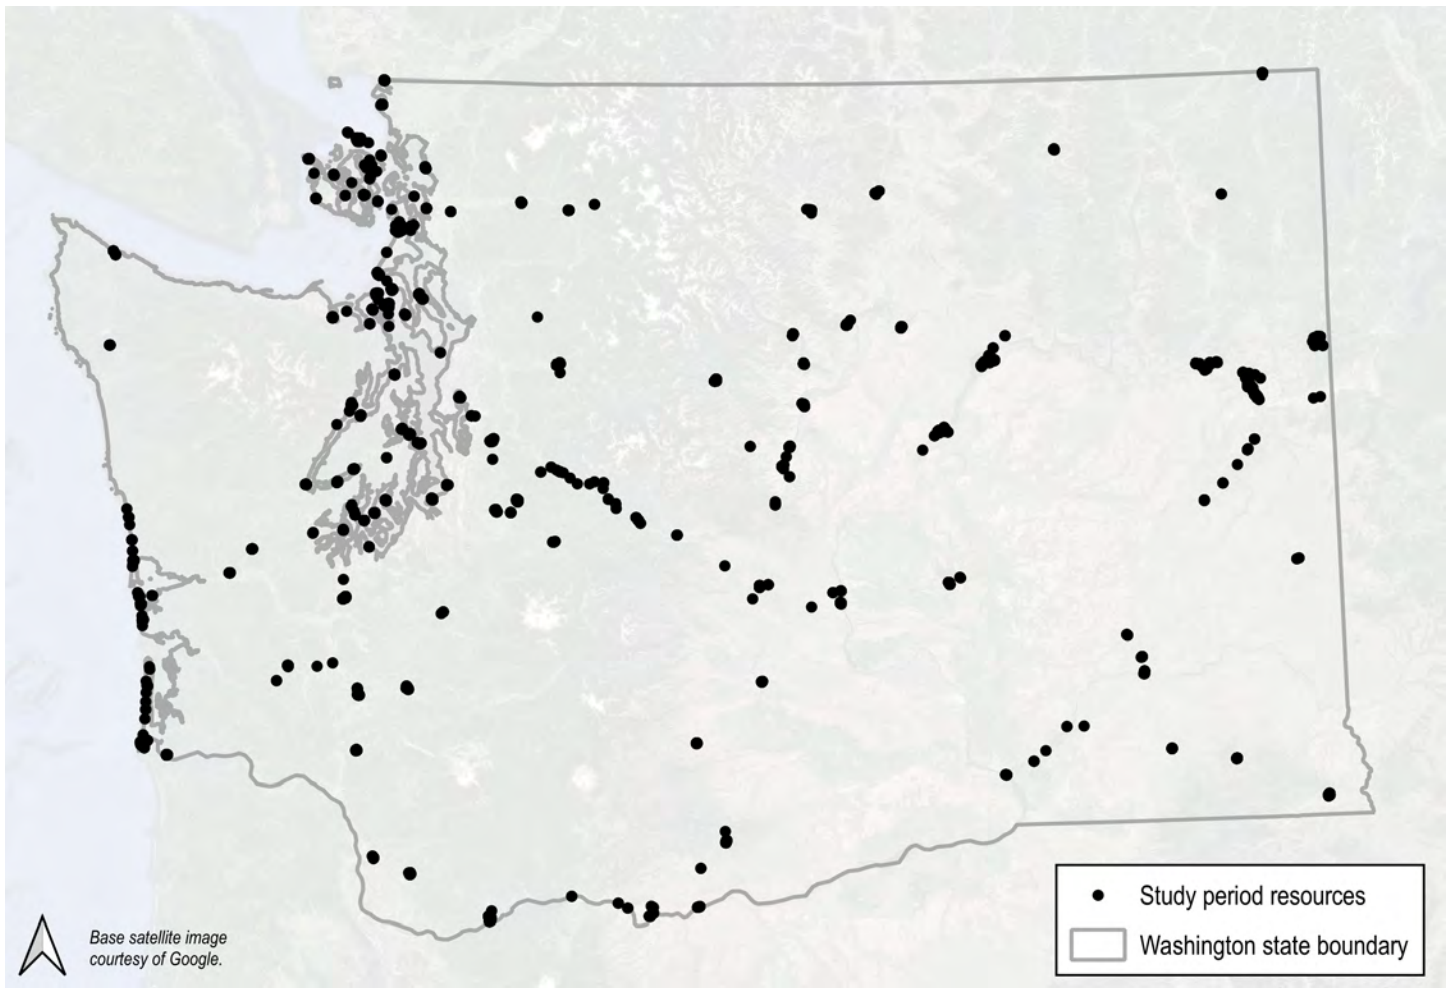 Study period resources
Washington state boundary
Base satellite image
courtesy of Google.